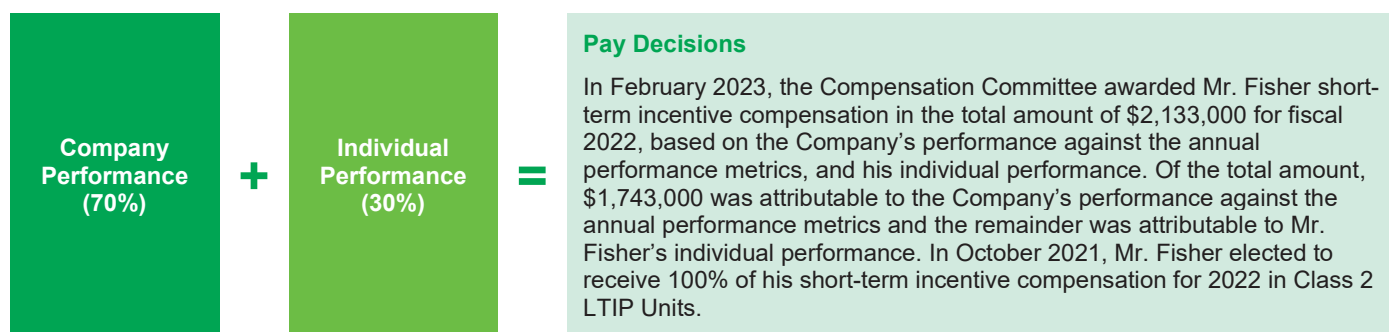 Company
Performance
(70%)
+
Individual
Performance
(30%)
=
Pay Decisions
In February 2023, the Compensation Committee awarded Mr. Fisher short-
term incentive compensation in the total amount of $2,133,000 for fiscal
2022, based on the Company’s performance against the annual
performance metrics, and his individual performance. Of the total amount,
$1,743,000 was attributable to the Company’s performance against the
annual performance metrics and the remainder was attributable to Mr.
Fisher’s individual performance. In October 2021, Mr. Fisher elected to
receive 100% of his short-term incentive compensation for 2022 in Class 2
LTIP Units.